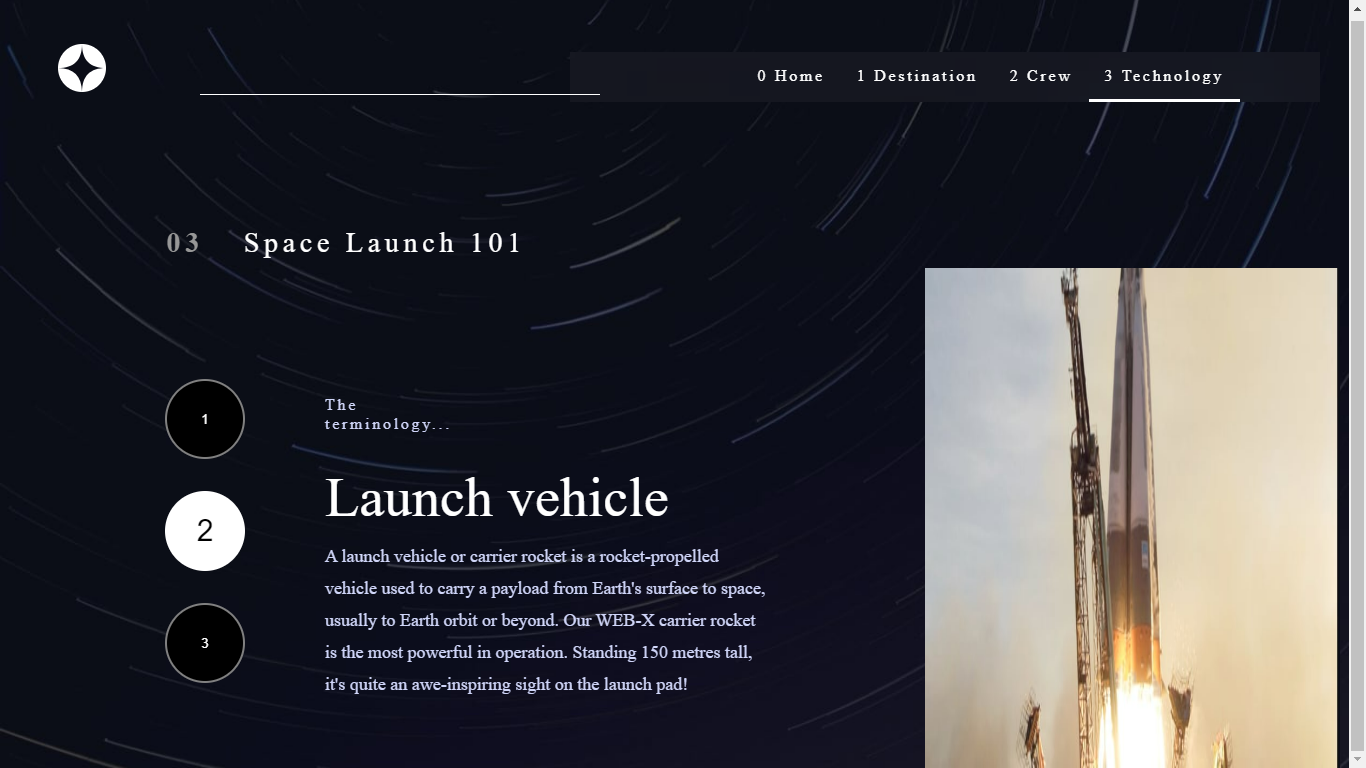 0 Home 1 Destination 2 Crew 3 Technology
03 Space Launch 101
1
2
3
The
terminology...
Launch vehicle
A launch vehicle or carrier rocket is a rocket-propelled
vehicle used to carry a payload from Earth's surface to space,
usually to Earth orbit or beyond. Our WEB-X carrier rocket
is the most powerful in operation. Standing 150 metres tall,
it's quite an awe-inspiring sight on the launch pad!